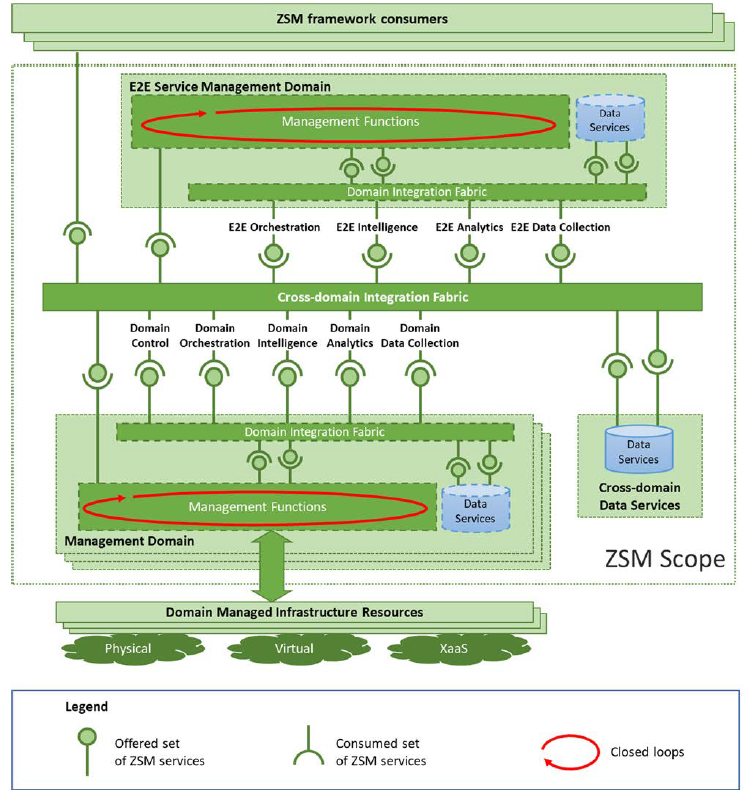 ZSM framework consumers
E2E Service Management Domain
Management Functions
Data
Services
Domain Integration Fabric
E2E Orchestration E2E Intelligence E2E Analytics E2E Data Collection
Cross-domain Integration Fabric
Domain
Control
Domain
Orchestration
Domain
Intelligence
Domain
Analytics
Domain
Data Collection
Domain Integration Fabric
Data
Services
Cross-domain
Data Services
Management Functions
Data
Services
Management Domain
ZSM Scope
Domain Managed Infrastructure Resources
Physical
Virtual
XaaS
Legend
Offered set
of ZSM services
Consumed set
of ZSM services
Closed loops